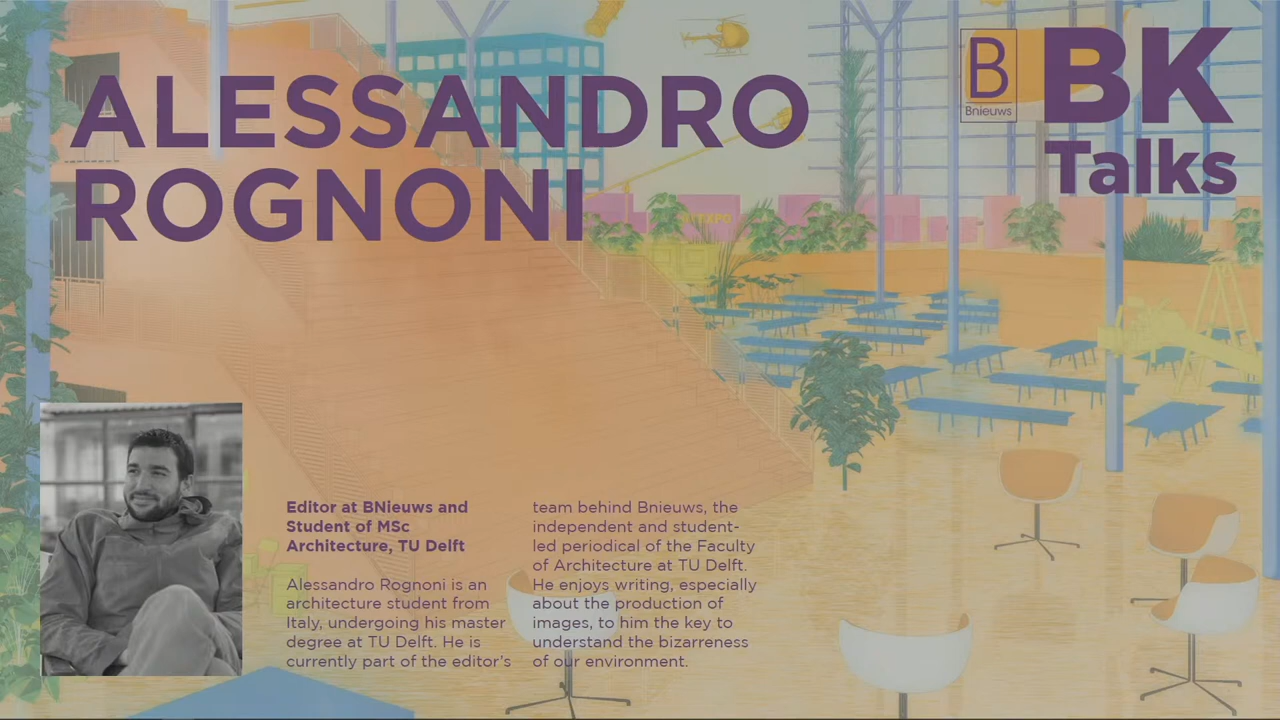 ALESSANDRO
ROGNONI
B
Bnieuws
BK
Talks
Editor at BNieuws and
Student of MSc
Architecture, TU Delft
Alessandro Rognoni is an
architecture student from
Italy, undergoing his master
degree at TU Delft. He is
currently part of the editor's
team behind Bnieuws, the
independent and student-
led periodical of the Faculty
of Architecture at TU Delft.
He enjoys writing, especially
about the production of
images, to him the key to
understand the bizarreness
of our environment.